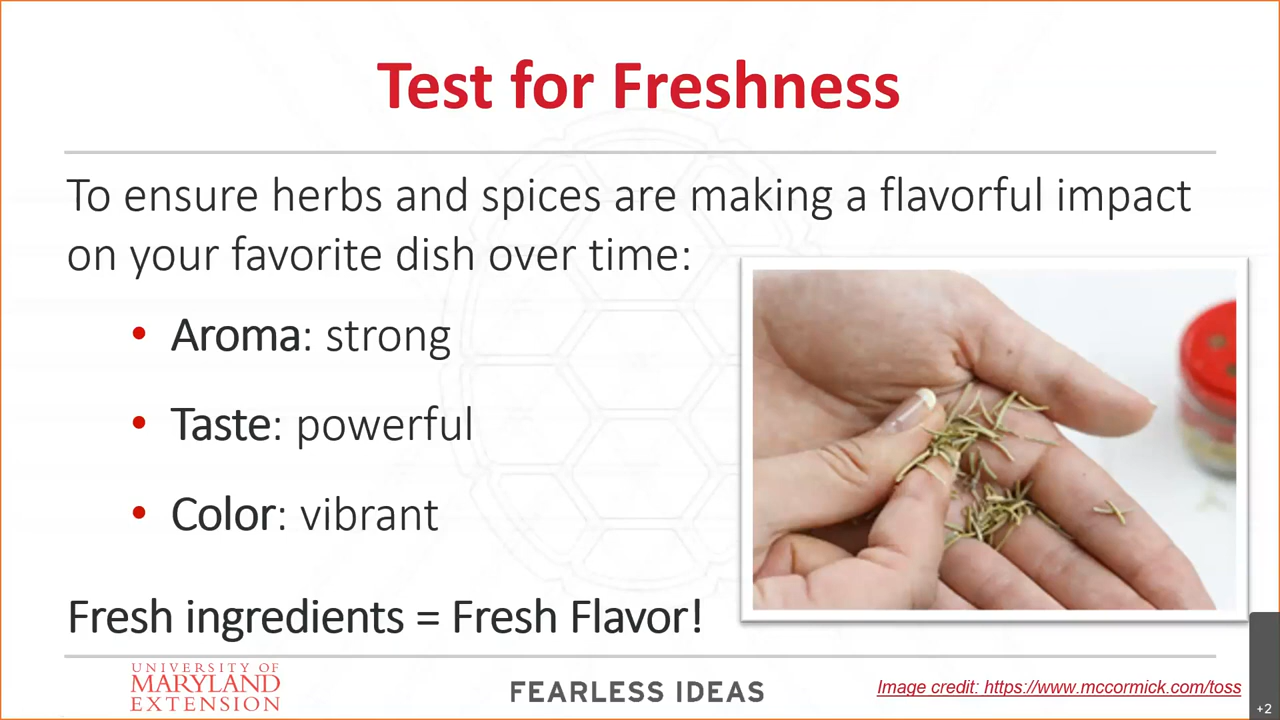 Test for Freshness
To ensure herbs and spices are making a flavorful impact
on your favorite dish over time:
• Aroma: strong
• Taste: powerful
• Color: vibrant
Fresh ingredients = Fresh Flavor!
UNIVERSITY OF
MARYLAND
EXTENSION
FEARLESS IDEAS
Image credit: https://www.mccormick.com/toss
+2